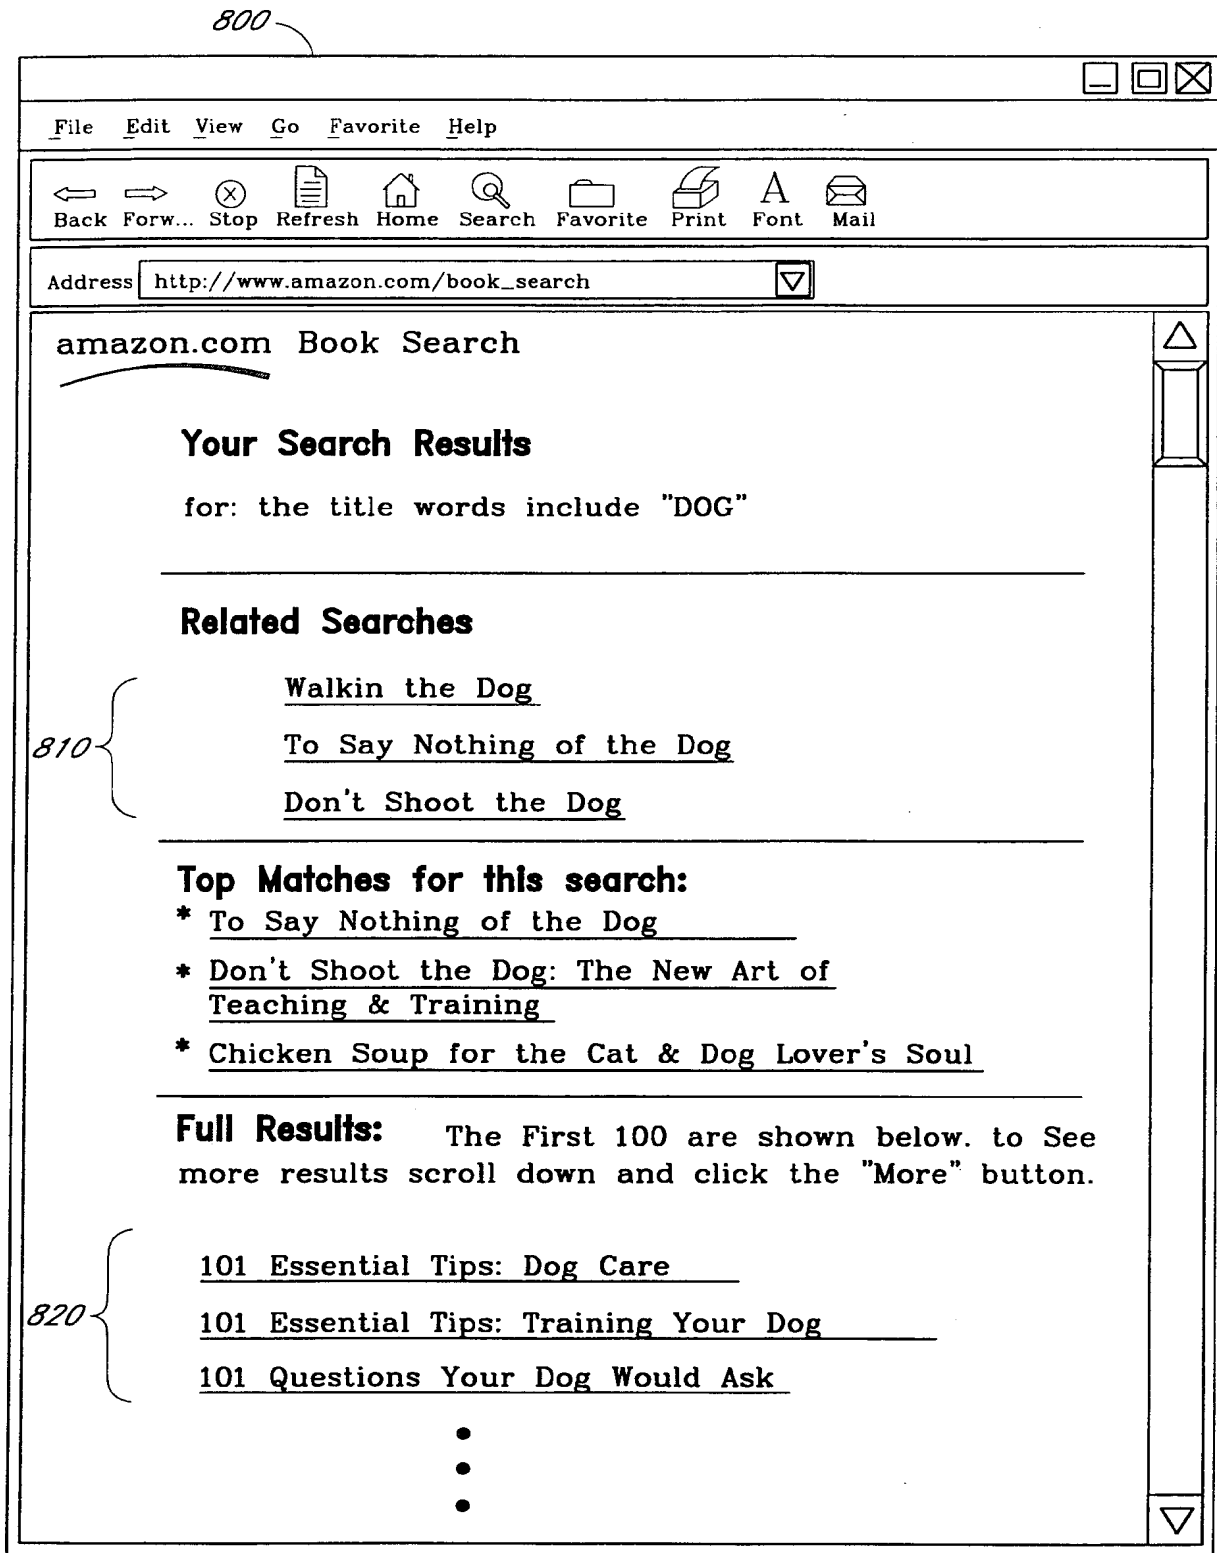 800
File Edit View Go Favorite Help
Back Forw... Stop Refresh Home Search Favorite Print Font Mail
Address http://www.amazon.com/book_search
amazon.com Book Search
Your Search Results
for: the title words include "DOG"
Related Searches
810
Walkin the Dog
To Say Nothing of the Dog
Don't Shoot the Dog
Top Matches for this search:
* To Say Nothing of the Dog
* Don't Shoot the Dog: The New Art of
Teaching & Training
* Chicken Soup for the Cat & Dog Lover's Soul
Full Results: The First 100 are shown below. to See
more results scroll down and click the "More" button.
820
101 Essential Tips: Dog Care
101 Essential Tips: Training Your Dog
101 Questions Your Dog Would Ask